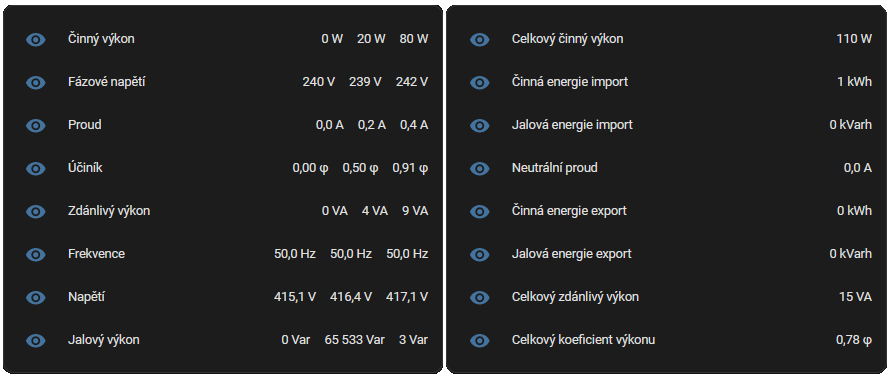 Činný výkon 0 W 20 W 80 W
Fázové napětí 240 V 239 V 242 V
Proud 0,0 A 0,2 A 0,4 A
Účiník 0,00 φ 0,50 φ 0,91 φ
Zdánlivý výkon 0 VA 4 VA 9 VA
Frekvence 50,0 Hz 50,0 Hz 50,0 Hz
Napětí 415,1 V 416,4 V 417,1 V
Jalový výkon 0 Var 65 533 Var 3 Var
Celkový činný výkon 110 W
Činná energie import 1 kWh
Jalová energie import 0 kVarh
Neutrální proud 0,0 A
Činná energie export 0 kWh
Jalová energie export 0 kVarh
Celkový zdánlivý výkon 15 VA
Celkový koeficient výkonu 0,78 φ